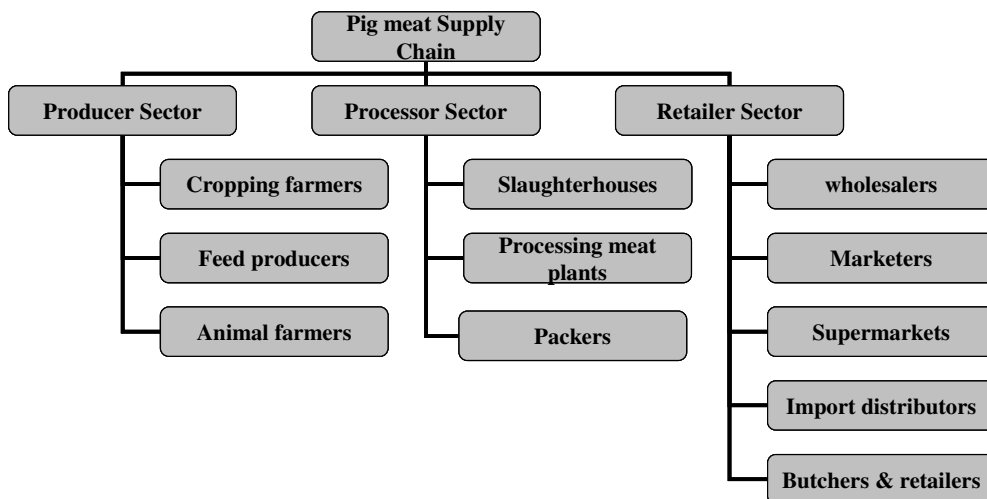 Pig meat Supply
Chain
Producer Sector
Processor Sector
Retailer Sector
Cropping farmers
Slaughterhouses
wholesalers
Feed producers
Processing meat
plants
Marketers
Animal farmers
Packers
Supermarkets
Import distributors
Butchers & retailers